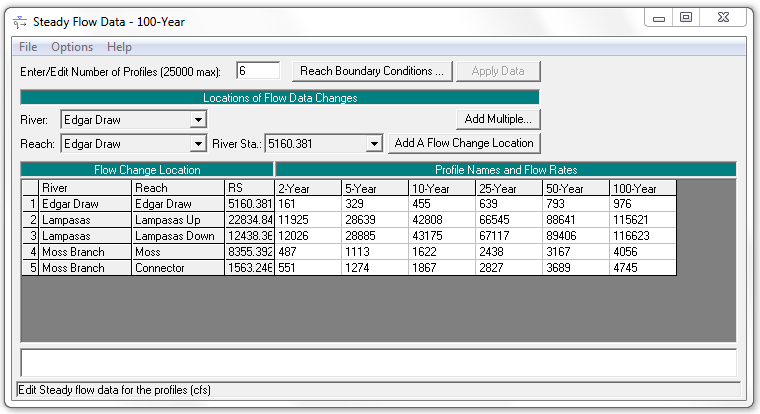 Steady Flow Data - 100-Year
File Options Help
Enter/Edit Number of Profiles (25000 max): 6 Reach Boundary Conditions ... Apply Data
Locations of Flow Data Changes
River: Edgar Draw Add Multiple...
Reach: Edgar Draw River Sta.: 5160.381 Add A Flow Change Location
Flow Change Location Profile Names and Flow Rates
River Reach RS 2-Year 5-Year 10-Year 25-Year 50-Year 100-Year
1 Edgar Draw Edgar Draw 5160.381 161 329 455 639 793 976
2 Lampasas Lampasas Up 22834.84 11925 28639 42808 66545 88641 115621
3 Lampasas Lampasas Down 12438.36 12026 28885 43175 67117 89406 116623
4 Moss Branch Moss 8355.392 487 1113 1622 2438 3167 4056
5 Moss Branch Connector 1563.246 551 1274 1867 2827 3689 4745
Edit Steady flow data for the profiles (cfs)